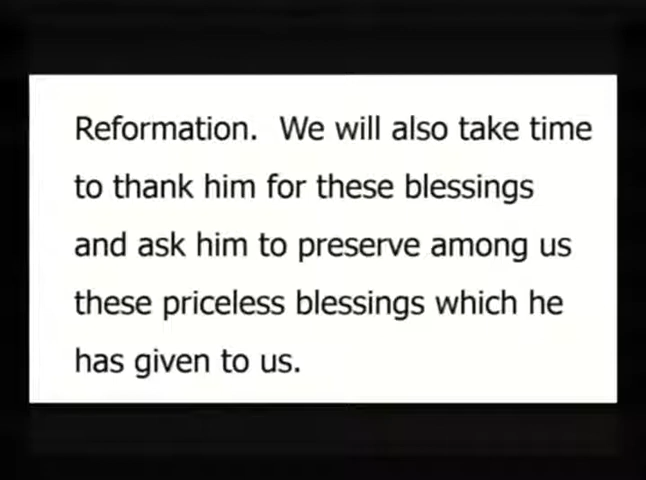 Reformation.  We will also take time
to thank him for these blessings
and ask him to preserve among us
these priceless blessings which he
has given to us.